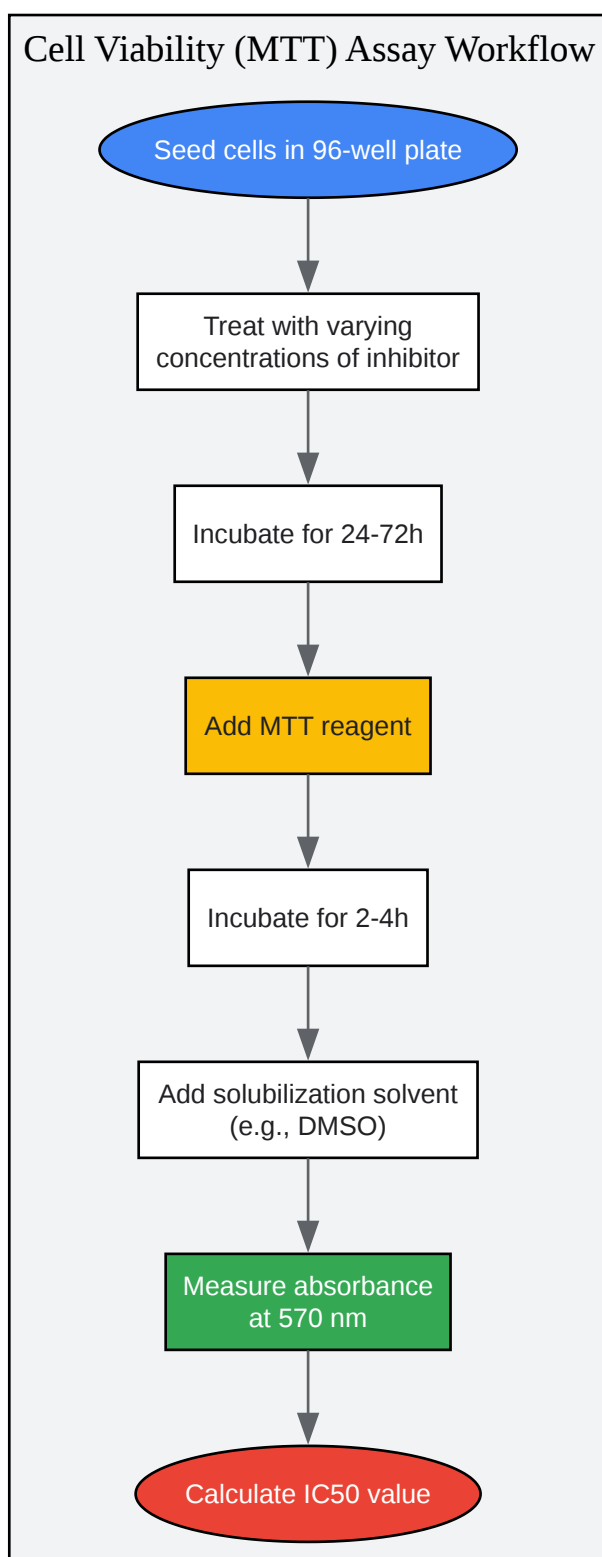 Cell Viability (MTT) Assay Workflow
Seed cells in 96-well plate
Treat with varying
concentrations of inhibitor
Incubate for 24-72h
Add MTT reagent
Incubate for 2-4h
Add solubilization solvent
(e.g., DMSO)
Measure absorbance
at 570 nm
Calculate IC50 value